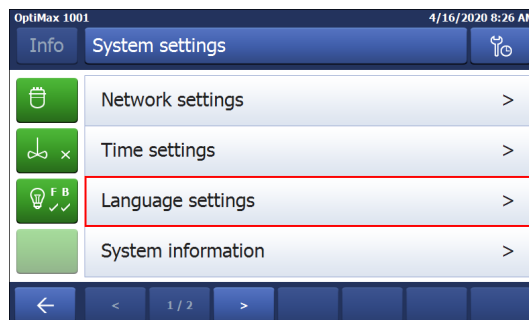 OptiMax 1001 4/16/2020 8:26 AM
Info System settings
Network settings >
Time settings >
F B
Language settings >
System information >
< 1 / 2 >